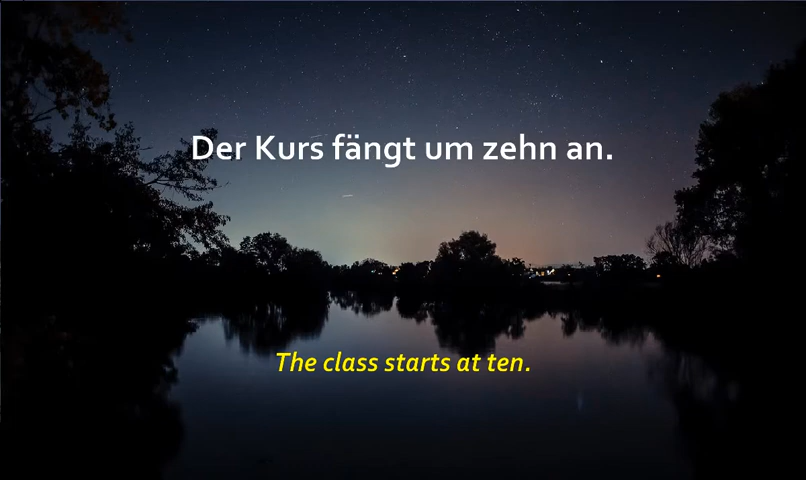 Der Kurs fängt um zehn an.
The class starts at ten.